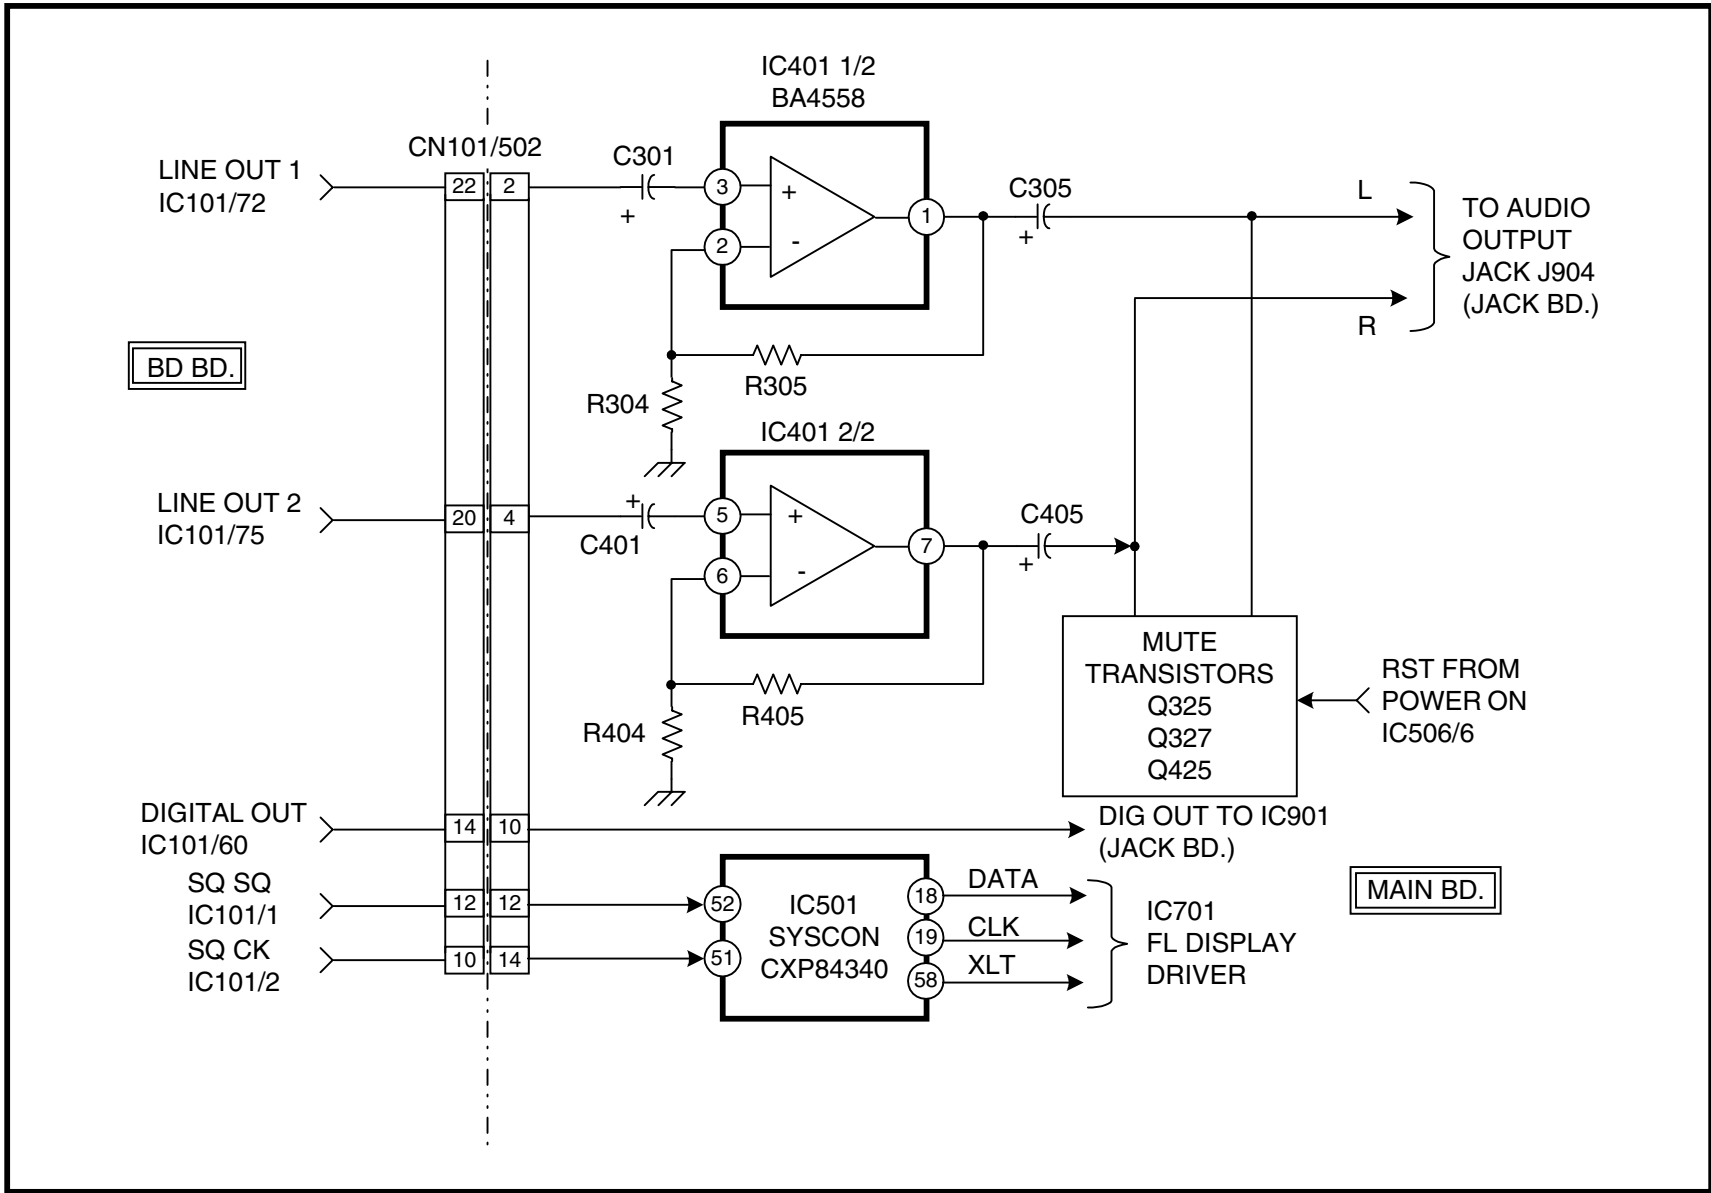 IC401 1/2
BA4558
CN101/502
C301
LINE OUT 1
IC101/72
22
2
+
3
+
2
-
1
C305
+
L
R
TO AUDIO
OUTPUT
JACK J904
(JACK BD.)
BD BD.
R305
R304
IC401 2/2
LINE OUT 2
IC101/75
20
4
+
C401
5
+
6
-
7
C405
+
R405
R404
MUTE
TRANSISTORS
Q325
Q327
Q425
RST FROM
POWER ON
IC506/6
DIGITAL OUT
IC101/60
14
10
DIG OUT TO IC901
(JACK BD.)
SQ SQ
IC101/1
12
12
SQ CK
IC101/2
10
14
52
51
IC501
SYSCON
CXP84340
18
DATA
19
CLK
58
XLT
IC701
FL DISPLAY
DRIVER
MAIN BD.